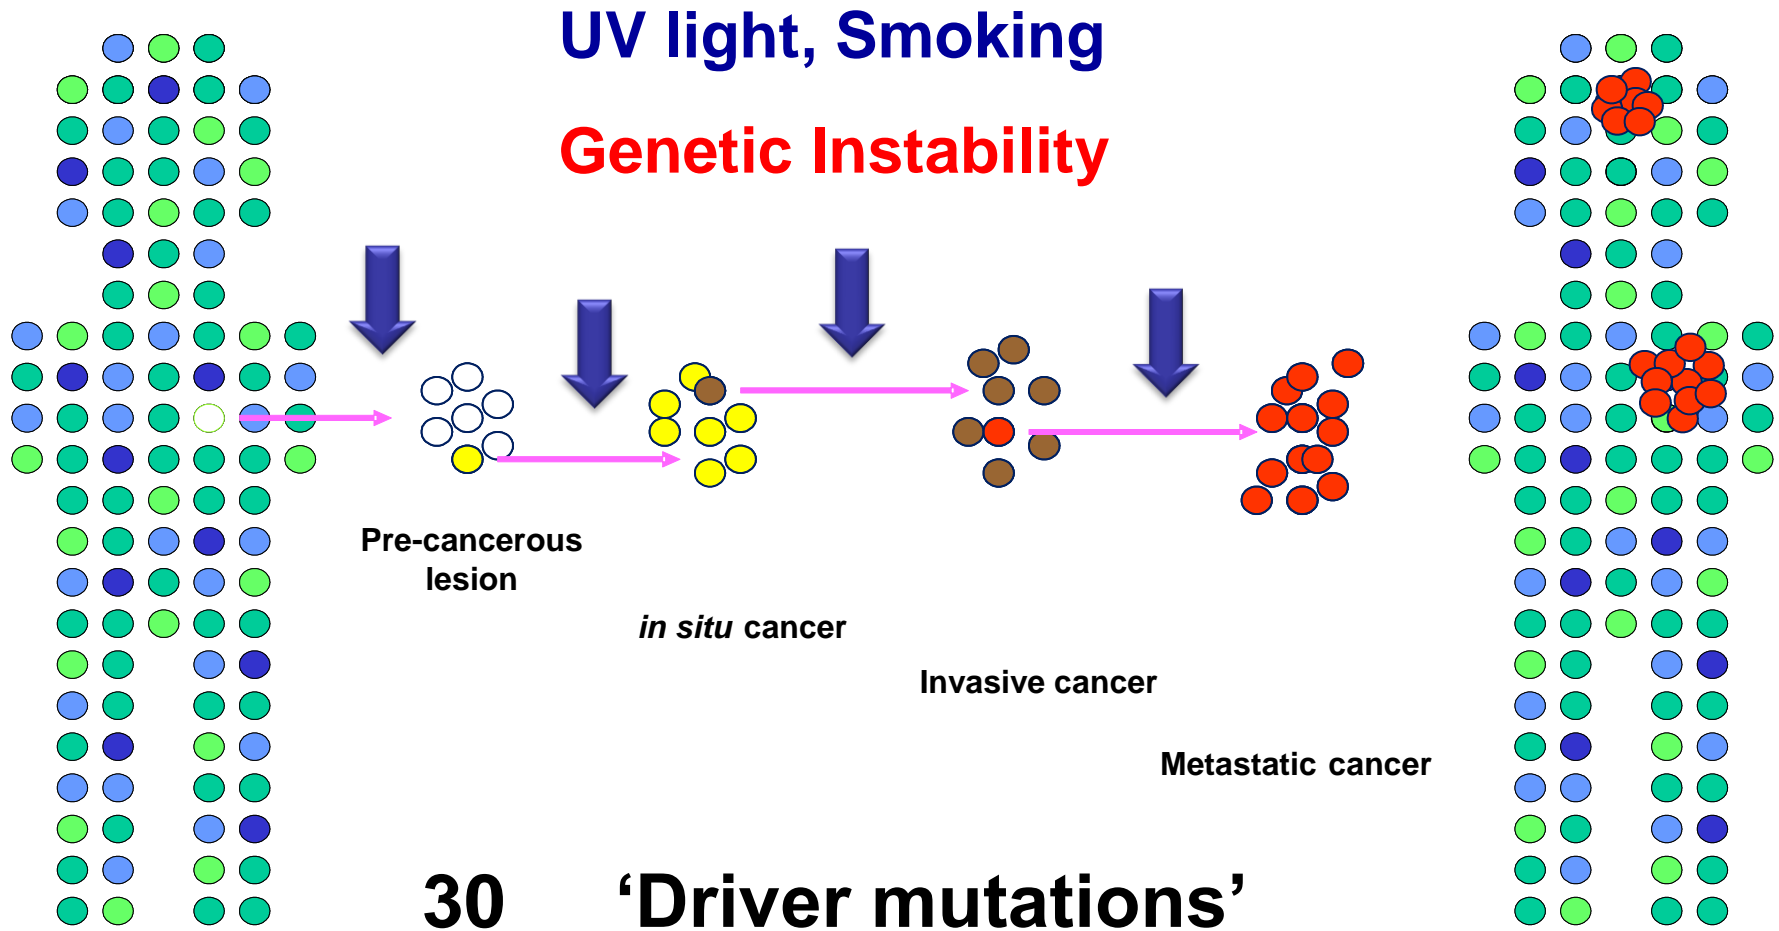 UV light, Smoking
Genetic Instability
Pre-cancerous
lesion
in situ cancer
Invasive cancer
Metastatic cancer
30 ‘Driver mutations’